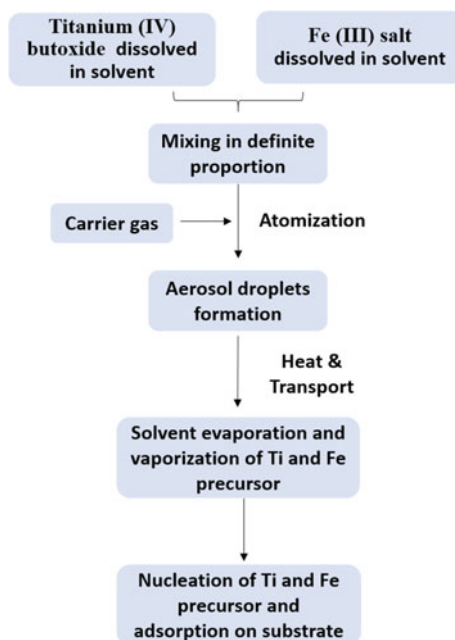 Titanium (IV)
butoxide dissolved
in solvent
Fe (III) salt
dissolved in solvent
Mixing in definite
proportion
Carrier gas
Atomization
Aerosol droplets
formation
Heat &
Transport
Solvent evaporation and
vaporization of Ti and Fe
precursor
Nucleation of Ti and Fe
precursor and
adsorption on substrate